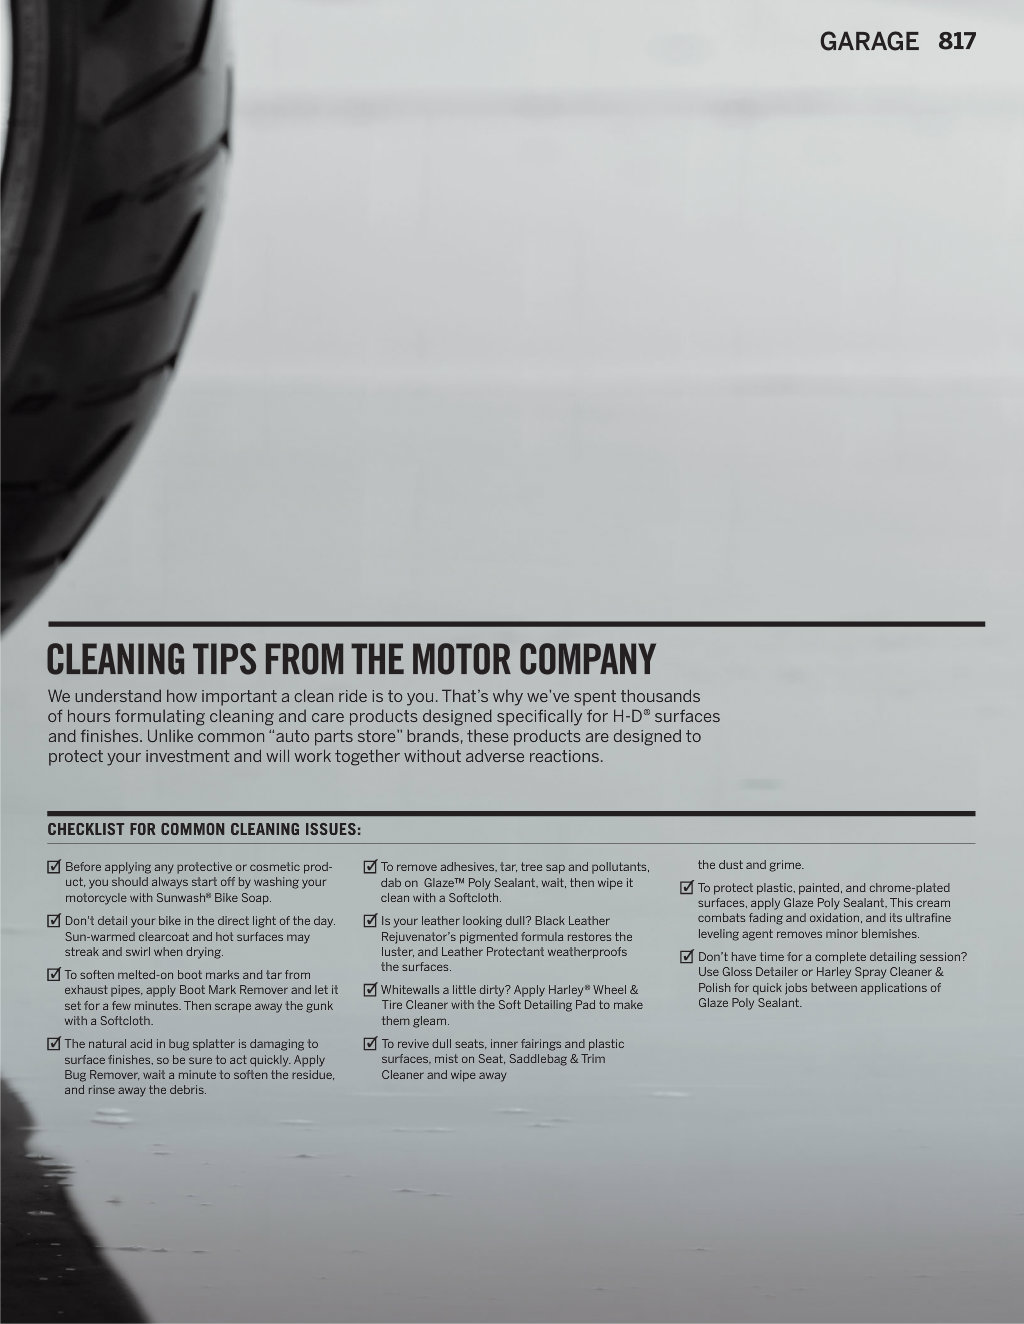 GARAGE 817
CLEANING TIPS FROM THE MOTOR COMPANY
We understand how important a clean ride is to you. That’s why we’ve spent thousands
of hours formulating cleaning and care products designed specifically for H-D® surfaces
and finishes. Unlike common “auto parts store” brands, these products are designed to
protect your investment and will work together without adverse reactions.
CHECKLIST FOR COMMON CLEANING ISSUES:
Before applying any protective or cosmetic prod-
uct, you should always start off by washing your
motorcycle with Sunwash® Bike Soap.
Don’t detail your bike in the direct light of the day.
Sun-warmed clearcoat and hot surfaces may
streak and swirl when drying.
To soften melted-on boot marks and tar from
exhaust pipes, apply Boot Mark Remover and let it
set for a few minutes. Then scrape away the gunk
with a Softcloth.
The natural acid in bug splatter is damaging to
surface finishes, so be sure to act quickly. Apply
Bug Remover, wait a minute to soften the residue,
and rinse away the debris.
To remove adhesives, tar, tree sap and pollutants,
dab on Glaze™ Poly Sealant, wait, then wipe it
clean with a Softcloth.
Is your leather looking dull? Black Leather
Rejuvenator’s pigmented formula restores the
luster, and Leather Protectant weatherproofs
the surfaces.
Whitewalls a little dirty? Apply Harley® Wheel &
Tire Cleaner with the Soft Detailing Pad to make
them gleam.
To revive dull seats, inner fairings and plastic
surfaces, mist on Seat, Saddlebag & Trim
Cleaner and wipe away
the dust and grime.
To protect plastic, painted, and chrome-plated
surfaces, apply Glaze Poly Sealant, This cream
combats fading and oxidation, and its ultrafine
leveling agent removes minor blemishes.
Don’t have time for a complete detailing session?
Use Gloss Detailer or Harley Spray Cleaner &
Polish for quick jobs between applications of
Glaze Poly Sealant.